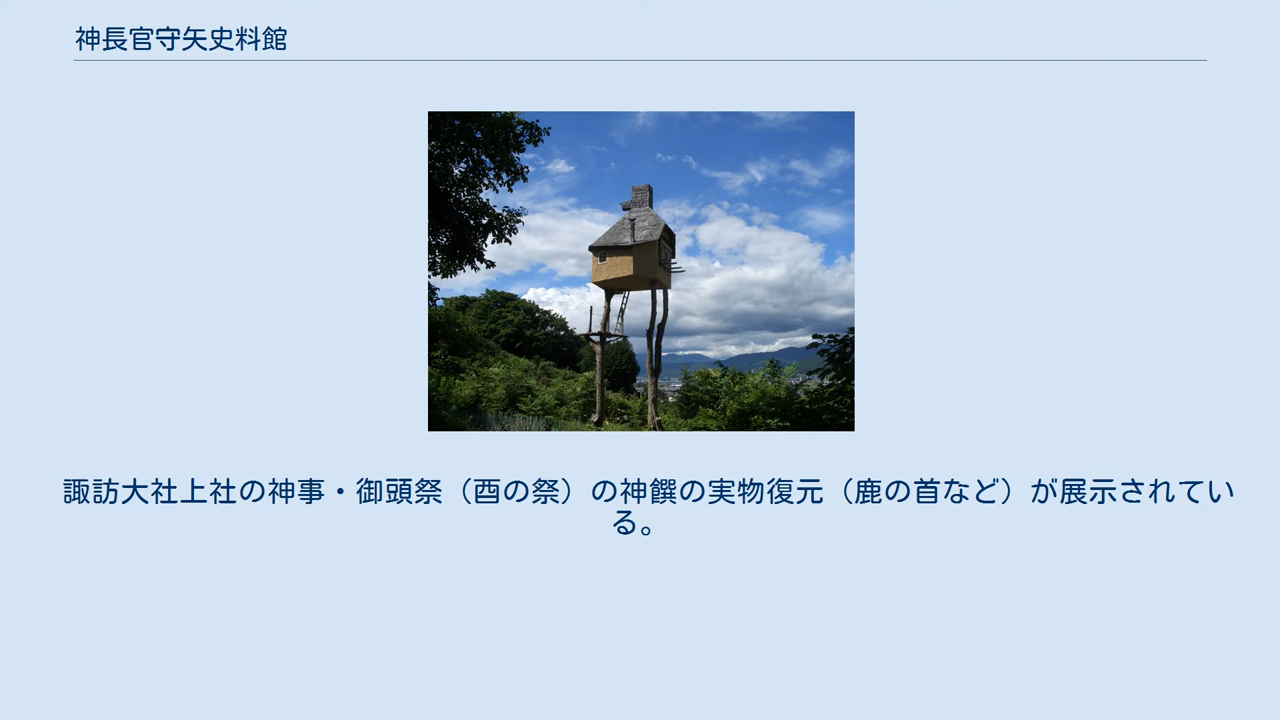 神長官守矢史料館
諏訪大社上社の神事・御頭祭（酉の祭）の神饌の実物復元（鹿の首など）が展示されてい
る。